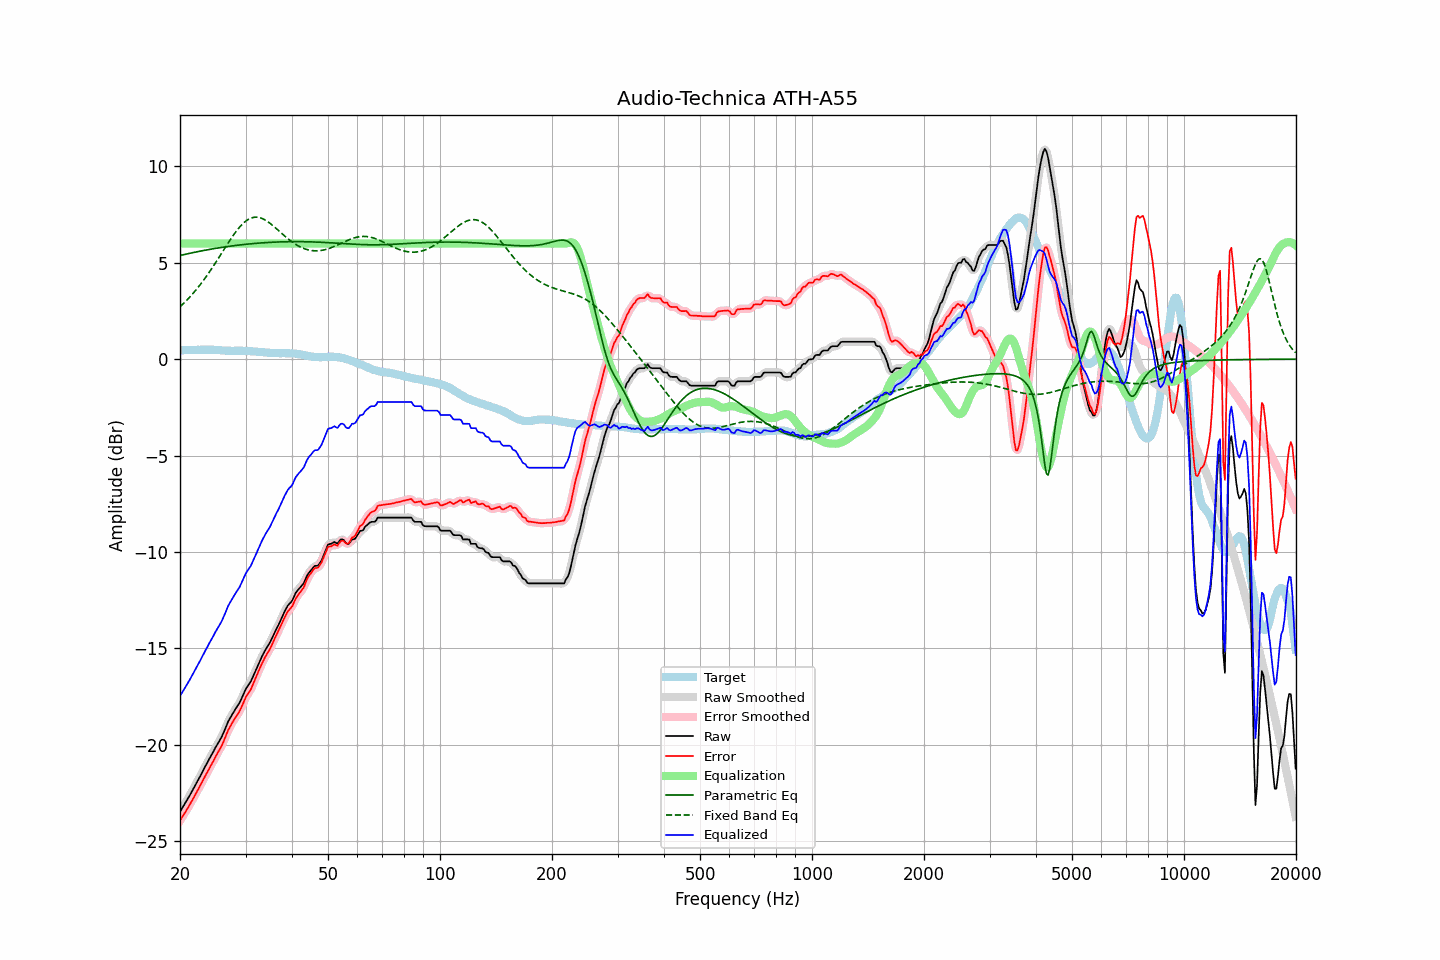 Audio-Technica ATH-A55
Amplitude (dBr)
10
5
0
−5
−10
−15
−20
−25
Target
Raw Smoothed
Error Smoothed
Raw
Error
Equalization
Parametric Eq
Fixed Band Eq
Equalized
20 50 100 200 500 1000 2000 5000 10000 20000
Frequency (Hz)